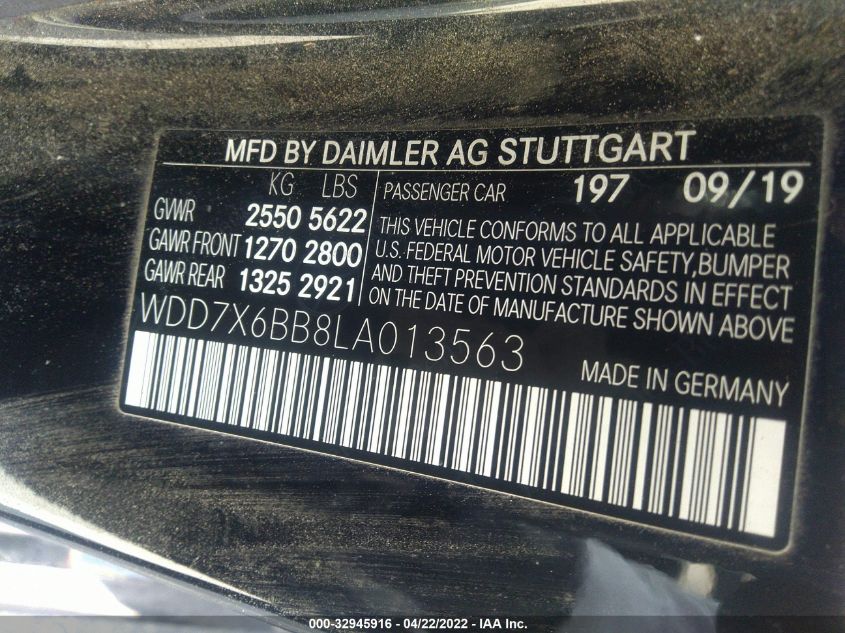 MFD BY DAIMLER AG STUTTGART
KG LBS
GVWR 2550 5622
GAWR FRONT 1270 2800
GAWR REAR 1325 2921
PASSENGER CAR 197 09/19
THIS VEHICLE CONFORMS TO ALL APPLICABLE
U.S. FEDERAL MOTOR VEHICLE SAFETY,BUMPER
AND THEFT PREVENTION STANDARDS IN EFFECT
ON THE DATE OF MANUFACTURE SHOWN ABOVE
WDD7X6BB8LA013563
MADE IN GERMANY
000-32945916 - 04/22/2022 - IAA Inc.